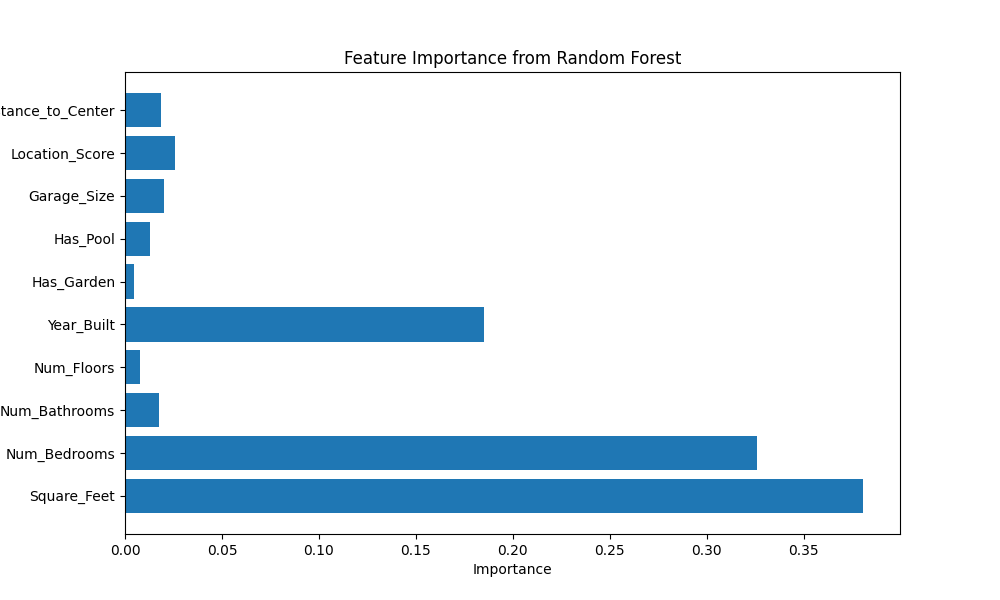 Feature Importance from Random Forest
tance_to_Center
Location_Score
Garage_Size
Has_Pool
Has_Garden
Year_Built
Num_Floors
Num_Bathrooms
Num_Bedrooms
Square_Feet
0.00 0.05 0.10 0.15 0.20 0.25 0.30 0.35
Importance